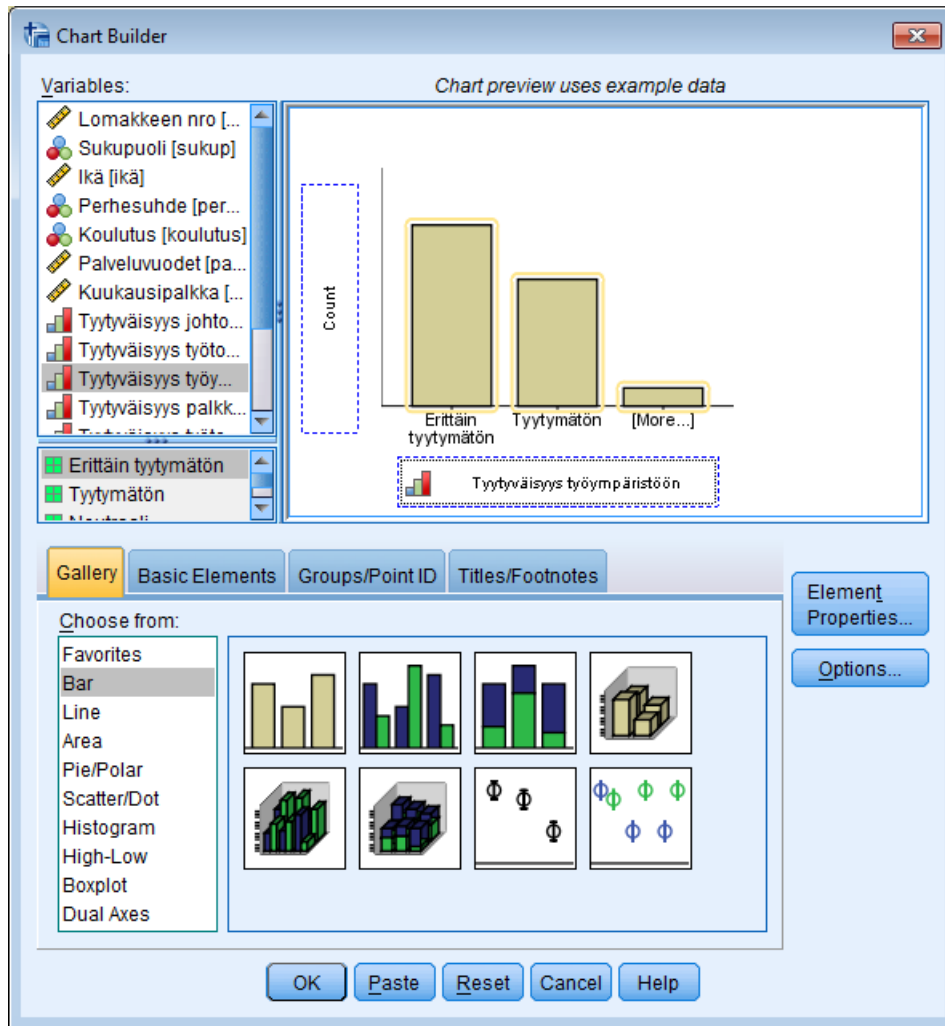 Chart Builder
Variables:
Chart preview uses example data
Lomakkeen nro [...
Sukupuoli [sukup]
Ikä [ikä]
Perhesuhde [per...
Koulutus [koulutus]
Palveluvuodet [pa...
Kuukausipalkka [...
Tyytyväisyys johto...
Tyytyväisyys työto...
Tyytyväisyys työy...
Tyytyväisyys palkk...
Erittäin tyytymätön
Tyytymätön
Count
Erittäin
tyytymätön
Tyytymätön
[More...]
Tyytyväisyys työympäristöön
Gallery
Basic Elements
Groups/Point ID
Titles/Footnotes
Choose from:
Favorites
Bar
Line
Area
Pie/Polar
Scatter/Dot
Histogram
High-Low
Boxplot
Dual Axes
Element
Properties...
Options...
OK
Paste
Reset
Cancel
Help